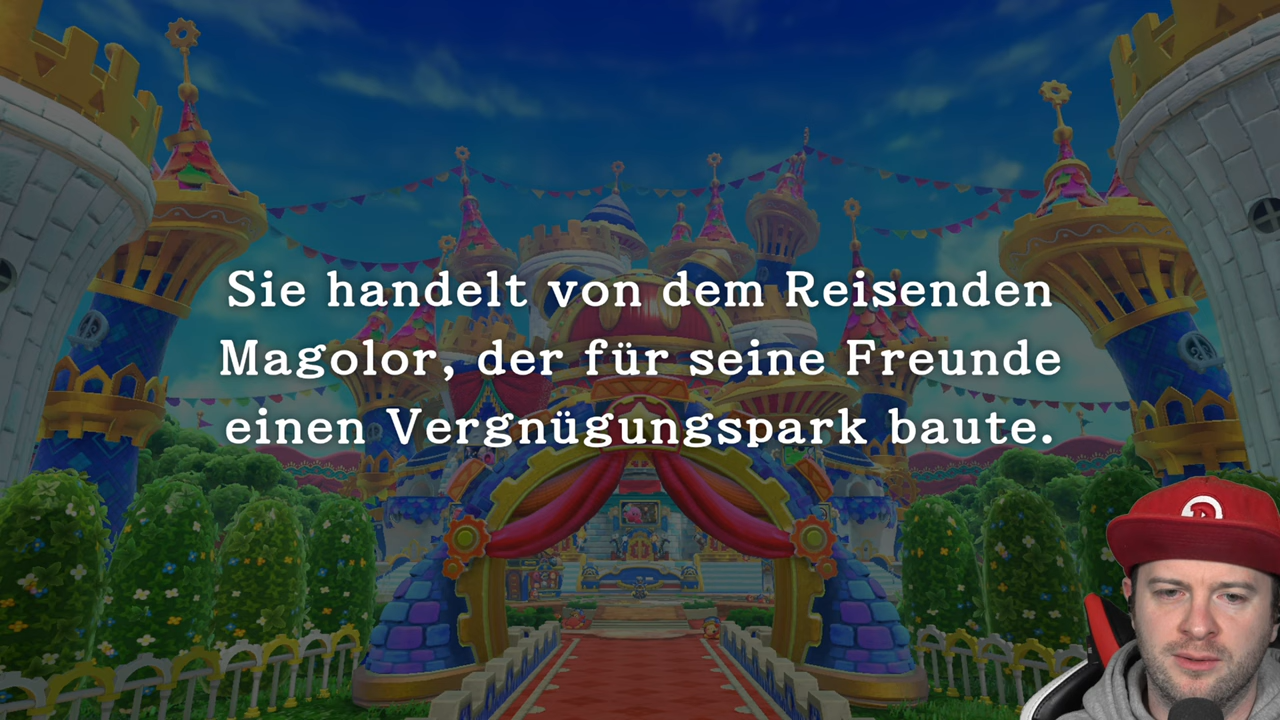 Sie handelt von dem Reisenden
Magolor, der für seine Freunde
einen Vergnügungspark baute.